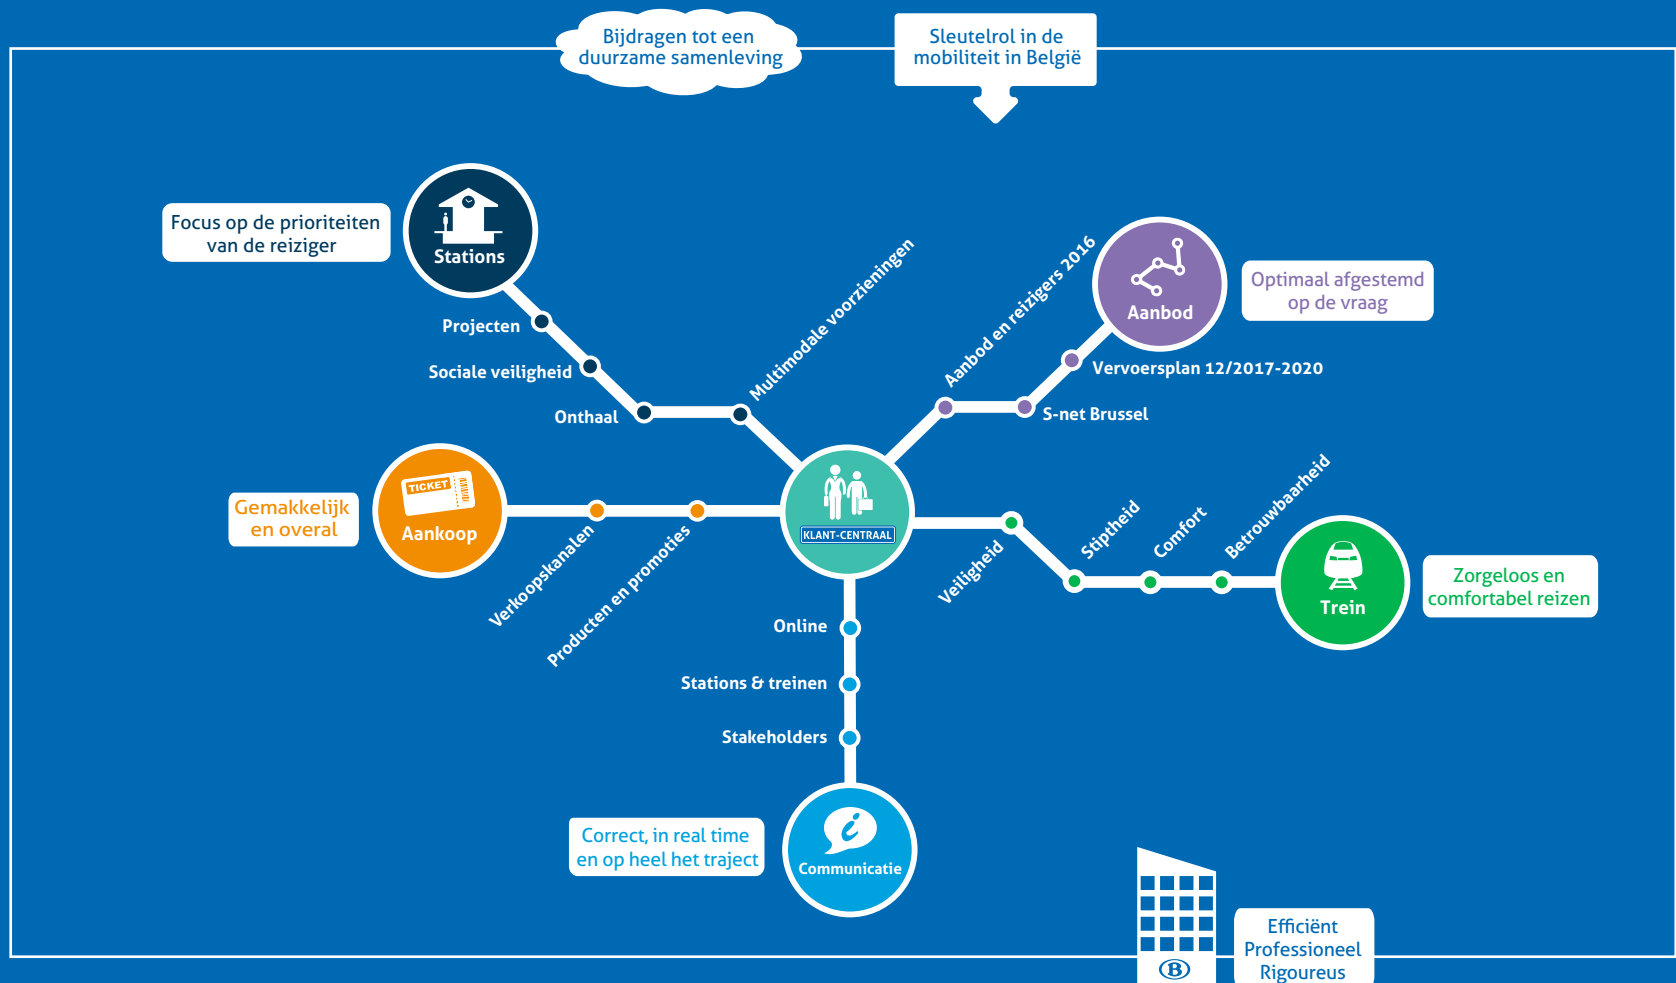 Bijdragen tot een
duurzame samenleving
Sleutelrol in de
mobiliteit in België
Focus op de prioriteiten
van de reiziger
Stations
Projecten
Sociale veiligheid
Onthaal
Multimodale voorzieningen
Aanbod en reizigers 2016
Aanbod
Optimaal afgestemd
op de vraag
Vervoersplan 12/2017-2020
S-net Brussel
Gemakkelijk
en overal
TICKET
Aankoop
Verkoopskanalen
Producten en promoties
KLANT-CENTRAAL
Veiligheid
Stiptheid
Comfort
Betrouwbaarheid
Trein
Zorgeloos en
comfortabel reizen
Online
Stations & treinen
Stakeholders
Correct, in real time
en op heel het traject
i
Communicatie
B
Efficiënt
Professioneel
Rigoureus